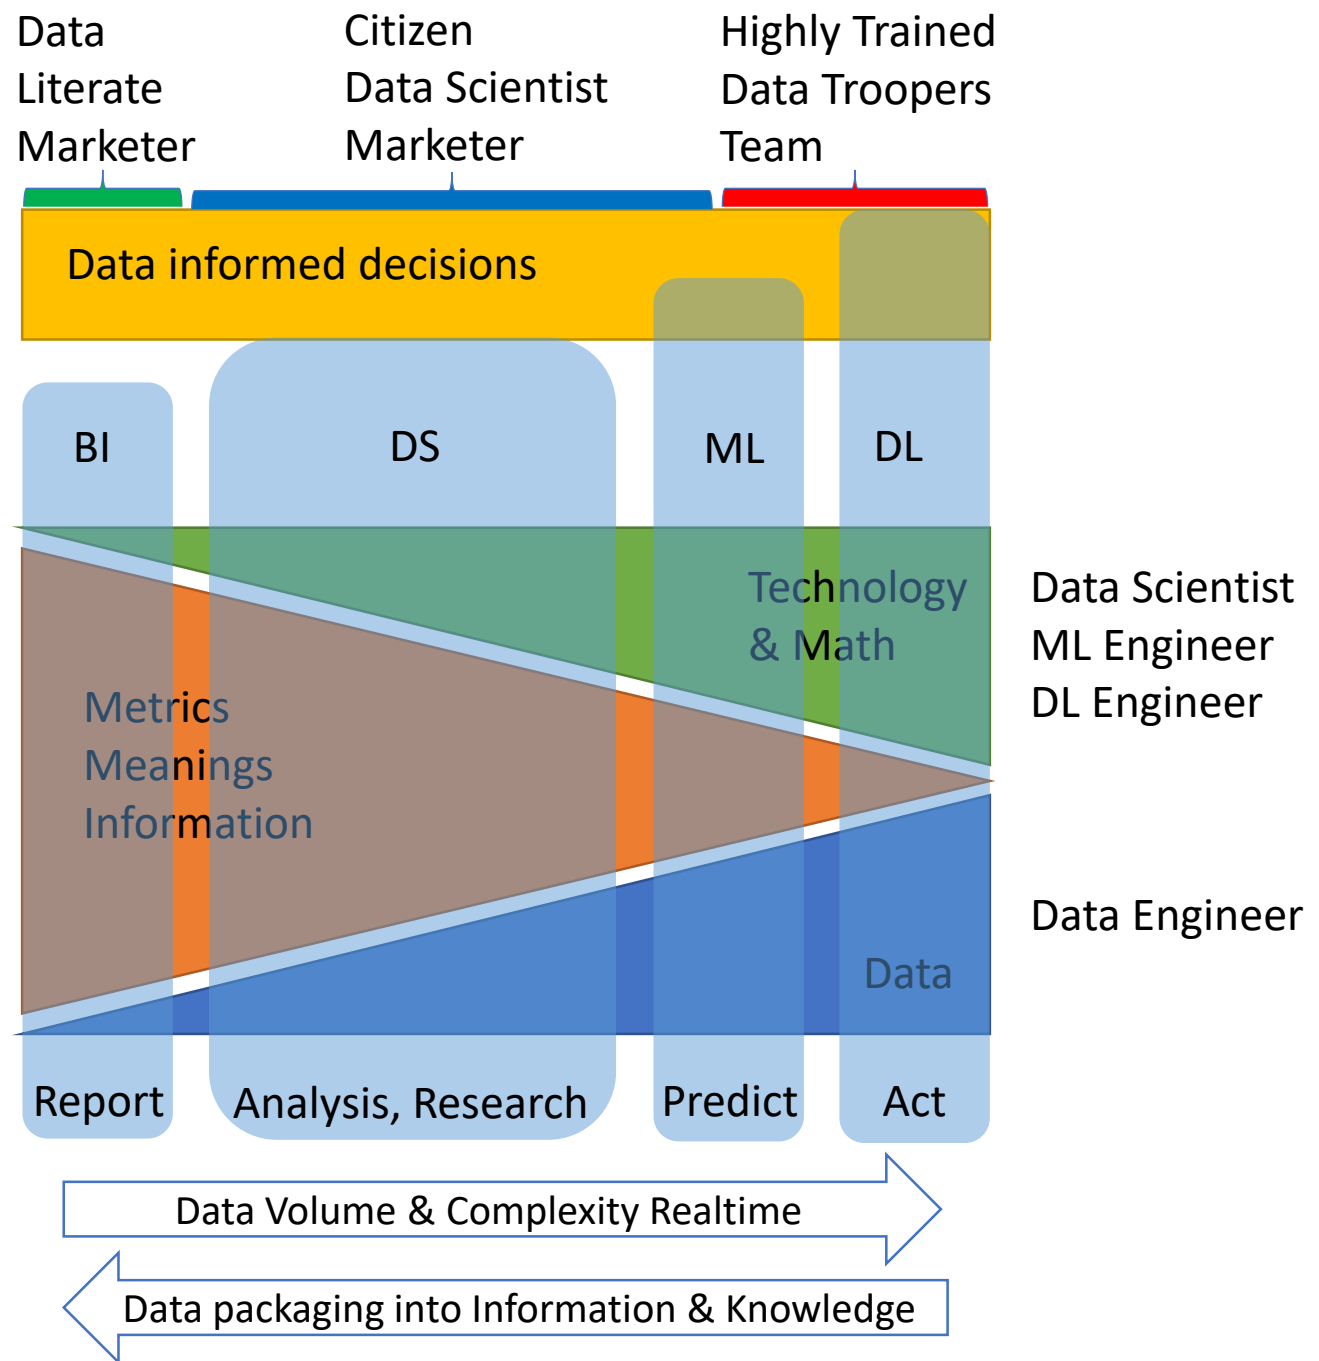 Data
Literate
Marketer
Citizen
Data Scientist
Marketer
Highly Trained
Data Troopers
Team
Data informed decisions
BI
DS
ML
DL
Technology
& Math
Data Scientist
ML Engineer
DL Engineer
Metrics
Meanings
Information
Data Engineer
Data
Report
Analysis, Research
Predict
Act
Data Volume & Complexity Realtime
Data packaging into Information & Knowledge